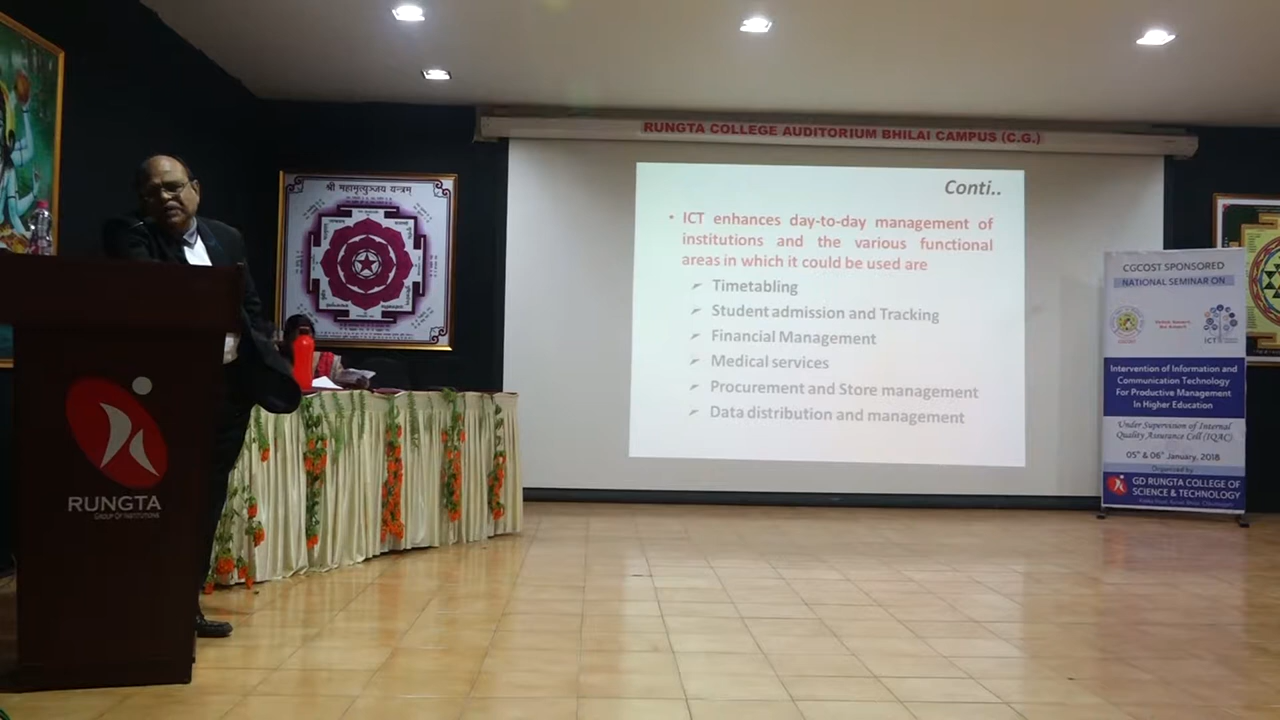 RUNGTA COLLEGE AUDITORIUM BHILAI CAMPUS (C.G.)
श्री महामृत्युञ्जय यन्त्रम्
Conti..
• ICT enhances day-to-day management of
institutions and the various functional
areas in which it could be used are
➢ Timetabling
➢ Student admission and Tracking
➢ Financial Management
➢ Medical services
➢ Procurement and Store management
➢ Data distribution and management
CGCOST SPONSORED
NATIONAL SEMINAR ON
ICT
Intervention of Information and
Communication Technology
For Productive Management
In Higher Education
Under Supervision of Internal
Quality Assurance Cell (IQAC)
05th & 06th January, 2018
Organized by
GD RUNGTA COLLEGE OF
SCIENCE & TECHNOLOGY
RUNGTA
GROUP OF INSTITUTIONS